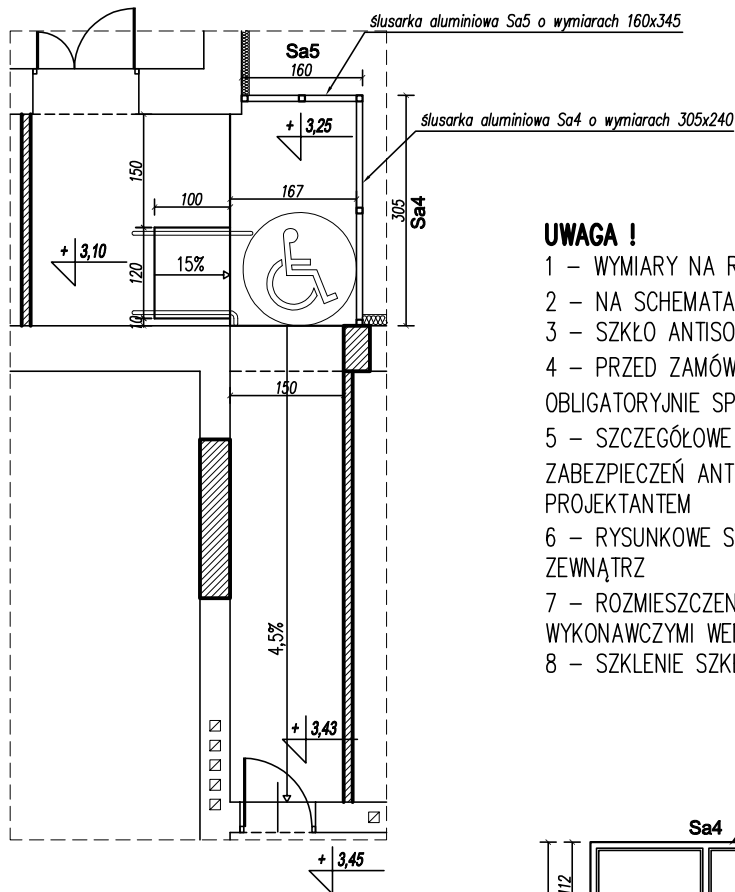 ślusarka aluminiowa Sa5 o wymiarach 160x345
Sa5
160
ślusarka aluminiowa Sa4 o wymiarach 305x240
+ 3,25
150
100
167
305
Sa4
+ 3,10
15%
120
10
150
4,5%
+ 3,43
+ 3,45
UWAGA !
1 – WYMIARY NA
2 – NA SCHEMATA
3 – SZKŁO ANTISO
4 – PRZED ZAMÓW
OBLIGATORYJNIE SP
5 – SZCZEGÓŁOWE
ZABEZPIECZEŃ ANT
PROJEKTANTEM
6 – RYSUNKOWE S
ZEWNĄTRZ
7 – ROZMIESZCZEN
WYKONAWCZYMI
8 – SZKLENIE
Sa4
112